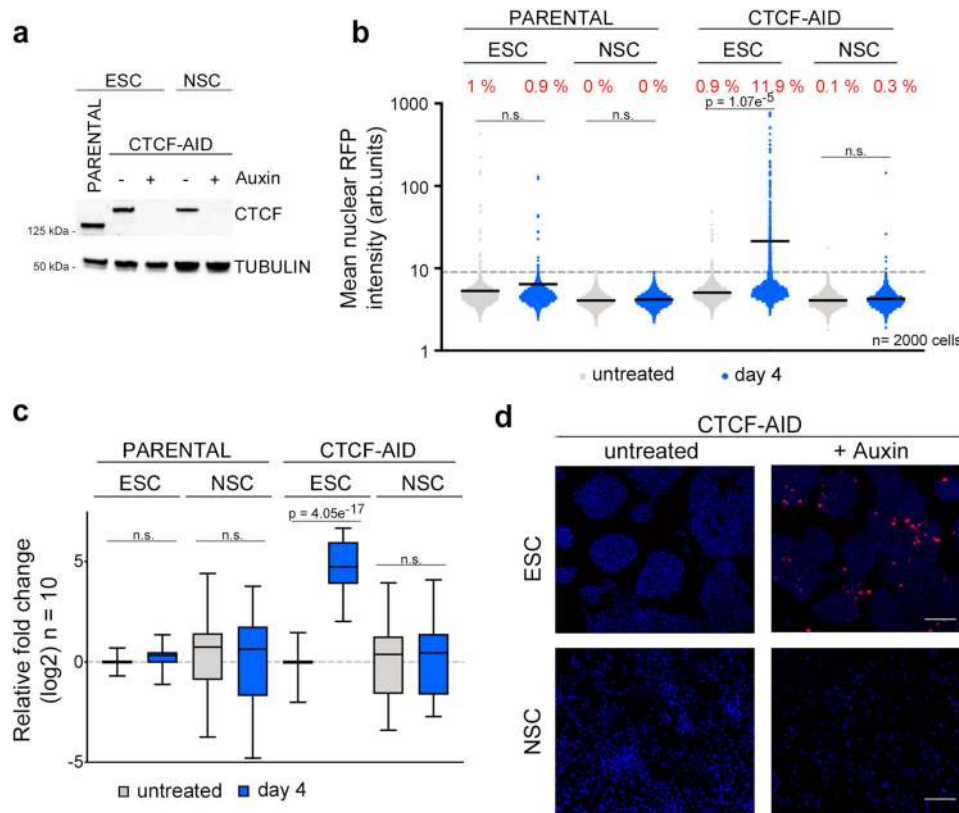 a
ESC NSC
PARENTAL
CTCF-AID
- + - + Auxin
CTCF
125 kDa -
50 kDa - TUBULIN
b
PARENTAL CTCF-AID
ESC NSC ESC NSC
1 % 0.9 % 0 % 0 % 0.9 % 11.9 % 0.1 % 0.3 %
p = 1.07e-5
n.s. n.s. n.s.
Mean nuclear RFP
intensity (arb.units)
1000
100
10
1
n= 2000 cells
untreated day 4
c
PARENTAL CTCF-AID
ESC NSC ESC NSC
p = 4.05e-17
n.s. n.s. n.s.
Relative fold change
(log2) n = 10
5
0
-5
untreated day 4
d
CTCF-AID
untreated + Auxin
ESC
NSC